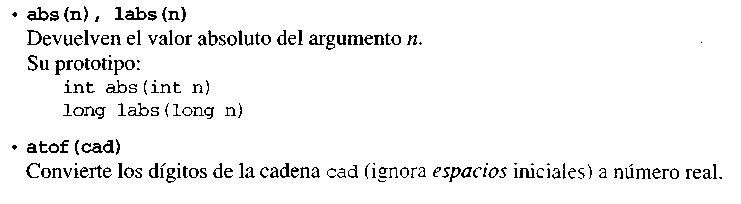 • abs(n), labs(n)
Devuelven el valor absoluto del argumento n.
Su prototipo:
int abs(int n)
long labs(long n)
• atof(cad)
Convierte los dígitos de la cadena cad (ignora espacios iniciales) a número real.